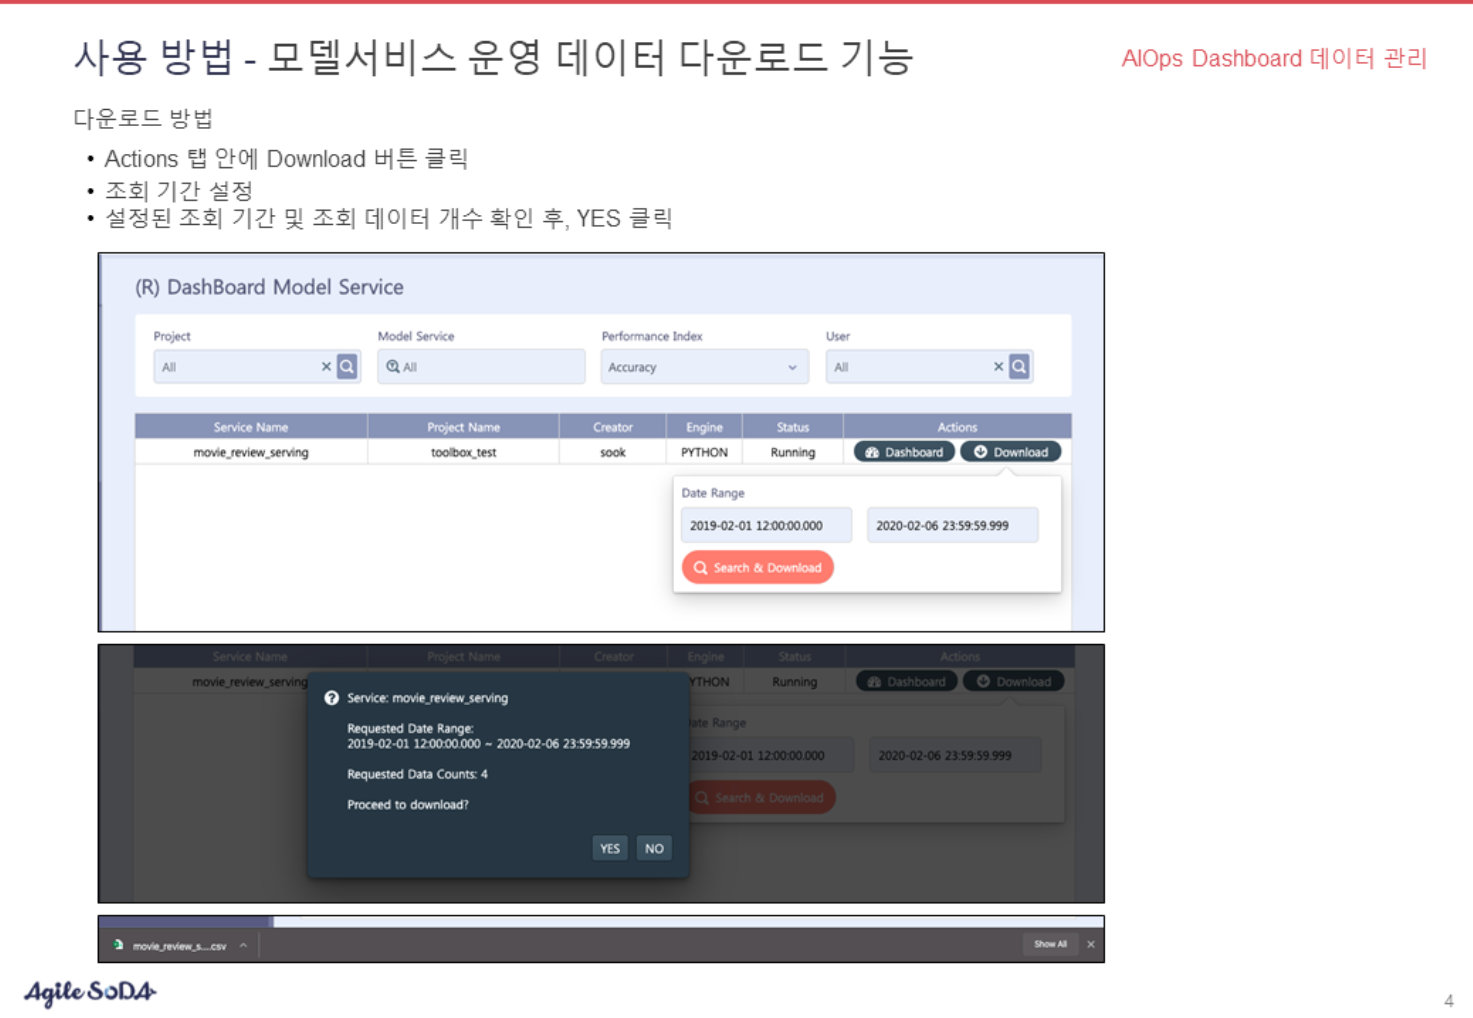 사용 방법 - 모델서비스 운영 데이터 다운로드 기능
AIOps Dashboard 데이터 관리
다운로드 방법
• Actions 탭 안에 Download 버튼 클릭
• 조회 기간 설정
• 설정된 조회 기간 및 조회 데이터 개수 확인 후, YES 클릭
(R) DashBoard Model Service
Project Model Service Performance Index User
All All Accuracy All
Service Name Project Name Creator Engine Status Actions
movie_review_serving toolbox_test sook PYTHON Running Dashboard Download
Date Range
2019-02-01 12:00:00.000 2020-02-06 23:59:59.999
Search & Download
Service Name Project Name Creator Engine Status Actions
movie_review_serving YTHON Running Dashboard Download
Service: movie_review_serving
Requested Date Range:
2019-02-01 12:00:00.000 ~ 2020-02-06 23:59:59.999
Requested Data Counts: 4
Proceed to download?
YES NO
ate Range
2019-02-01 12:00:00.000 2020-02-06 23:59:59.999
Search & Download
movie_review_s....csv Show All
Agile SoDA
4